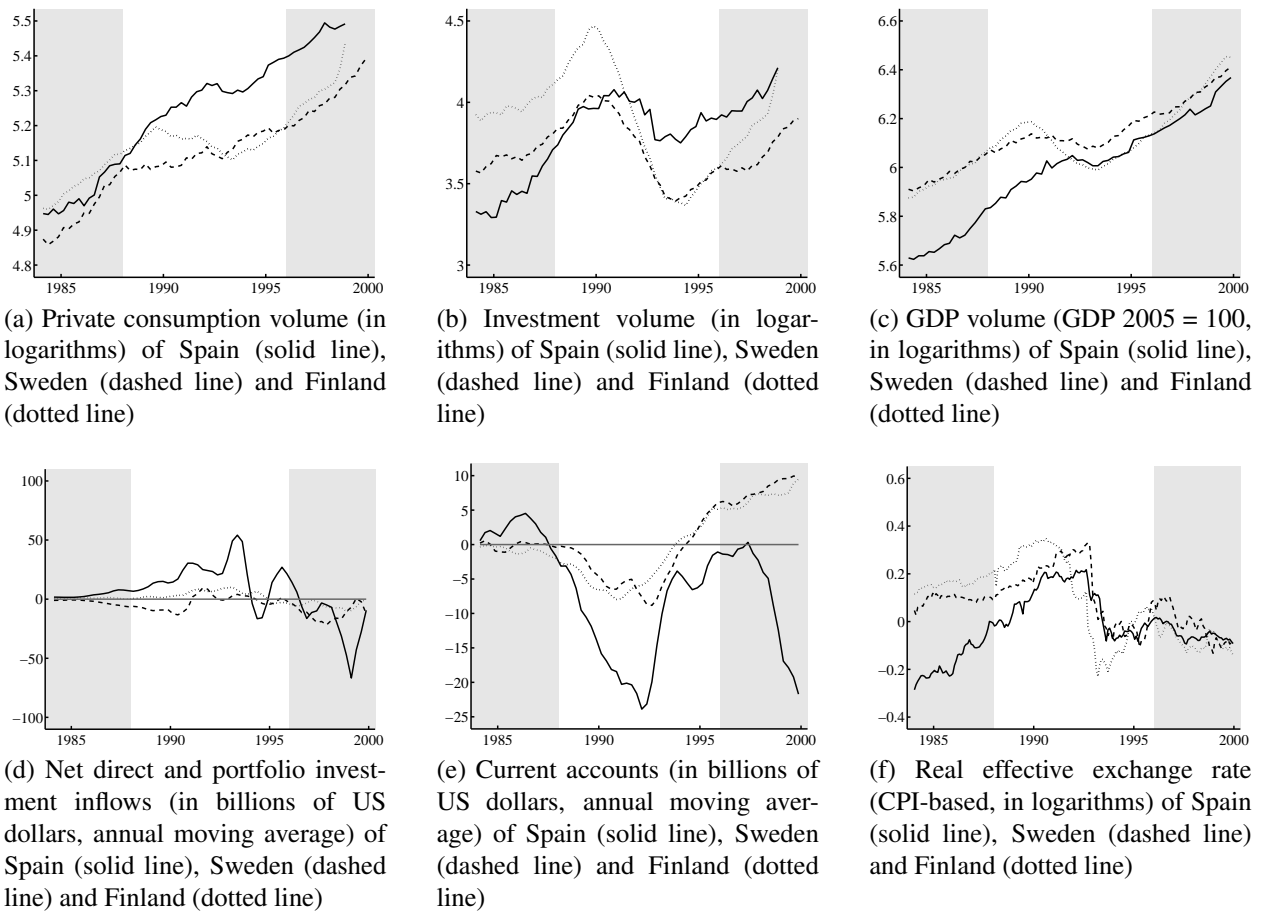 5.5
5.4
5.3
5.2
5.1
5
4.9
4.8
1985 1990 1995 2000
(a) Private consumption volume (in
logarithms) of Spain (solid line),
Sweden (dashed line) and Finland
(dotted line)
4.5
4
3.5
3
1985 1990 1995 2000
(b) Investment volume (in logar-
ithms) of Spain (solid line), Sweden
(dashed line) and Finland (dotted
line)
6.6
6.4
6.2
6
5.8
5.6
1985 1990 1995 2000
(c) GDP volume (GDP 2005 = 100,
in logarithms) of Spain (solid line),
Sweden (dashed line) and Finland
(dotted line)
100
50
0
−50
−100
1985 1990 1995 2000
(d) Net direct and portfolio invest-
ment inflows (in billions of US
dollars, annual moving average) of
Spain (solid line), Sweden (dashed
line) and Finland (dotted line)
10
5
0
−5
−10
−15
−20
−25
1985 1990 1995 2000
(e) Current accounts (in billions of
US dollars, annual moving aver-
age) of Spain (solid line), Sweden
(dashed line) and Finland (dotted
line)
0.6
0.4
0.2
0
−0.2
−0.4
1985 1990 1995 2000
(f) Real effective exchange rate
(CPI-based, in logarithms) of Spain
(solid line), Sweden (dashed line)
and Finland (dotted line)